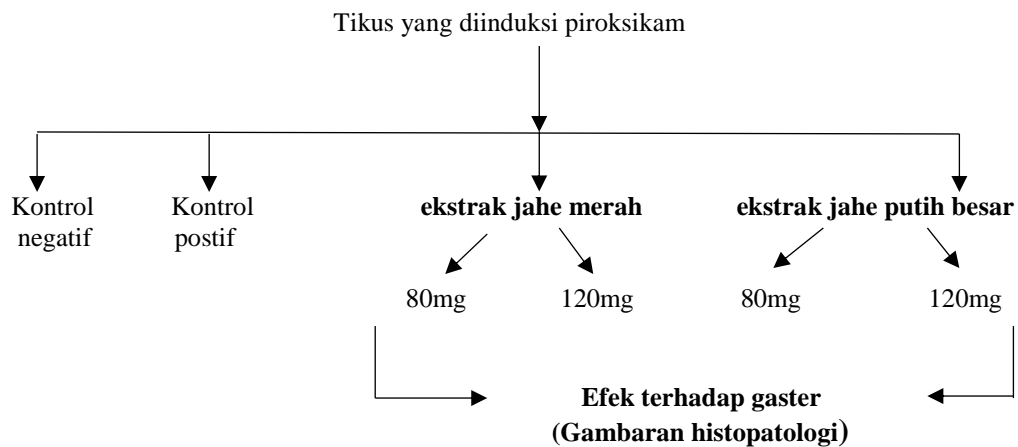 Tikus yang diinduksi piroksikam
Kontrol negatif
Kontrol postif
ekstrak jahe merah
ekstrak jahe putih besar
80mg
120mg
80mg
120mg
Efek terhadap gaster
(Gambaran histopatologi)